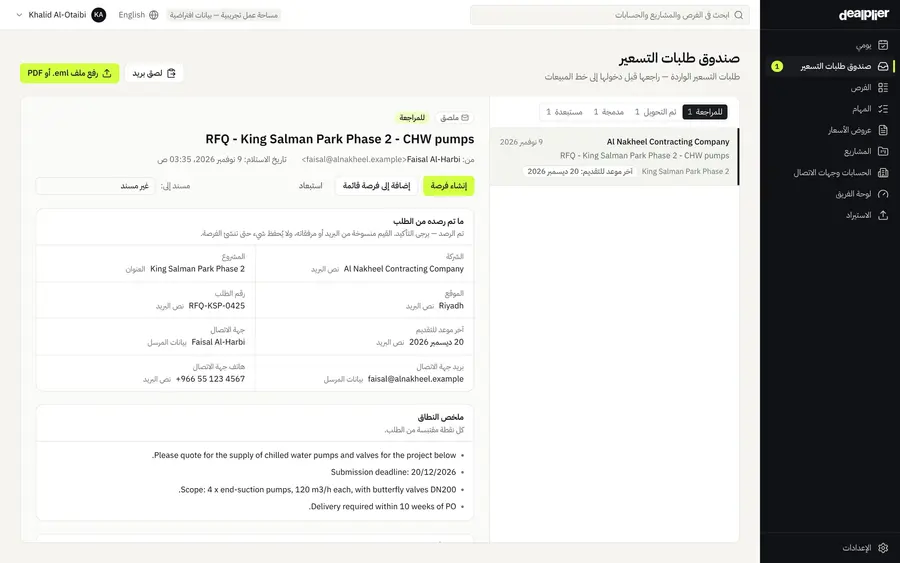 dealplier
ابحث في الفرص والمشاريع والحسابات
مساحة عمل تجريبية — بيانات افتراضية
English
KA Khalid Al-Otaibi
يومي
صندوق طلبات التسعير 1
الفرص
المهام
عروض الأسعار
المشاريع
الحسابات وجهات الاتصال
لوحة الفريق
الاستيراد
الإعدادات
صندوق طلبات التسعير
طلبات التسعير الواردة — راجعها قبل دخولها إلى خط المبيعات
لصق بريد
رفع ملف .eml أو PDF
للمراجعة 1
تم التحويل 1
مدمجة 1
مستبعدة 1
Al Nakheel Contracting Company
9 نوفمبر 2026
RFQ - King Salman Park Phase 2 - CHW pumps
King Salman Park Phase 2
آخر موعد للتقديم: 20 ديسمبر 2026
ملصق
للمراجعة
RFQ - King Salman Park Phase 2 - CHW pumps
من: Faisal Al-Harbi <faisal@alnakheel.example>
تاريخ الاستلام: 9 نوفمبر 2026، 03:35 ص
إنشاء فرصة
إضافة إلى فرصة قائمة
استبعاد
مسند إلى:
غير مسند
ما تم رصده من الطلب
تم الرصد — يرجى التأكيد. القيم منسوخة من البريد أو مرفقاته، ولا يُحفظ شيء حتى تنشئ الفرصة.
الشركة
Al Nakheel Contracting Company نص البريد
المشروع
King Salman Park Phase 2 العنوان
الموقع
Riyadh نص البريد
رقم الطلب
RFQ-KSP-0425 نص البريد
آخر موعد للتقديم
20 ديسمبر 2026 نص البريد
جهة الاتصال
Faisal Al-Harbi بيانات المرسل
بريد جهة الاتصال
faisal@alnakheel.example بيانات المرسل
هاتف جهة الاتصال
+966 55 123 4567 نص البريد
ملخص النطاق
كل نقطة مقتبسة من الطلب.
Please quote for the supply of chilled water pumps and valves for the project below.
Submission deadline: 20/12/2026
Scope: 4 x end-suction pumps, 120 m3/h each, with butterfly valves DN200.
Delivery required within 10 weeks of PO.